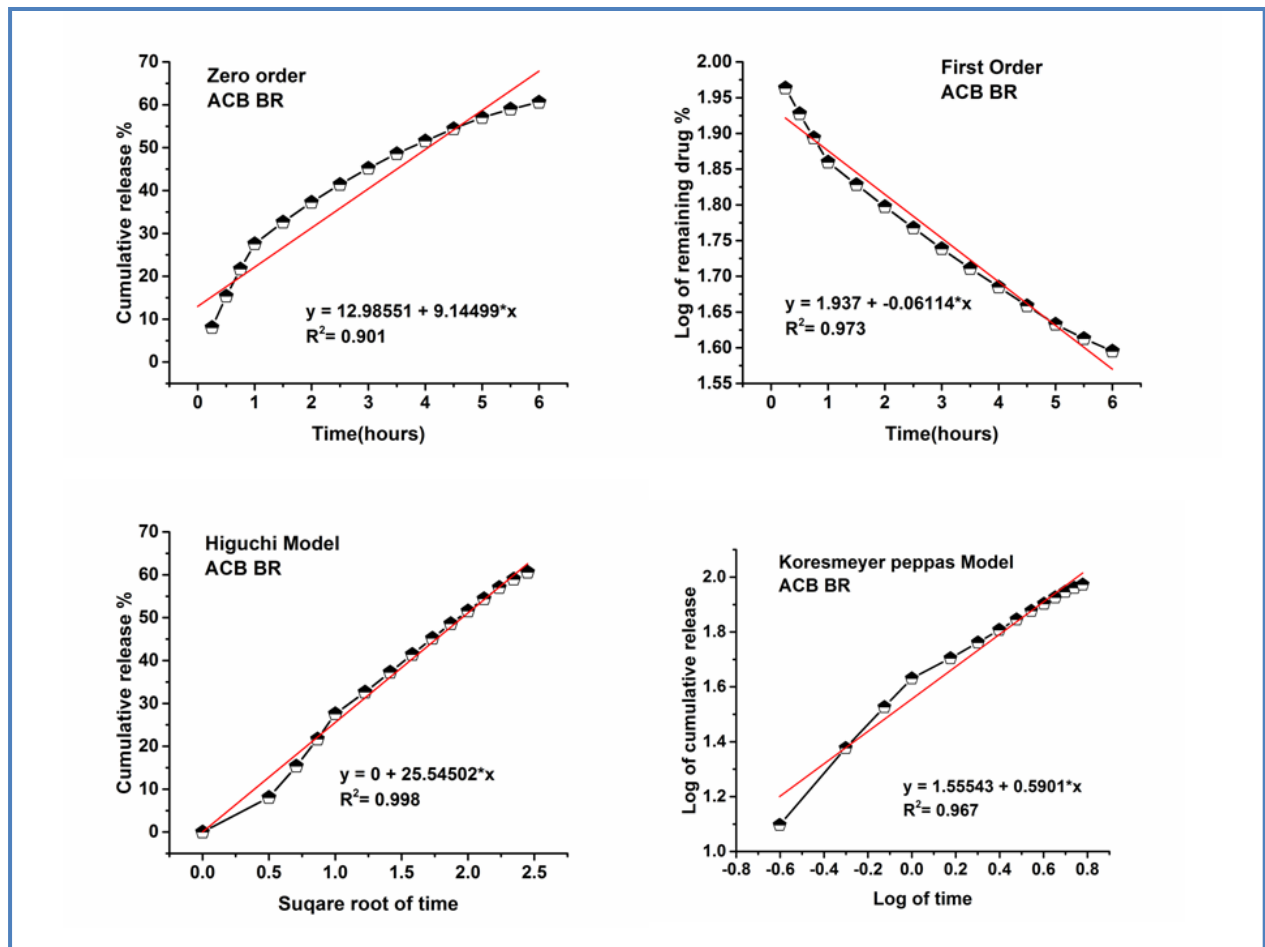 Zero order
ACB BR
70
60
50
40
30
20
10
0
Cumulative release %
y = 12.98551 + 9.14499*x
R²= 0.901
0 1 2 3 4 5 6
Time(hours)
First Order
ACB BR
2.00
1.95
1.90
1.85
1.80
1.75
1.70
1.65
1.60
1.55
Log of remaining drug %
y = 1.937 + -0.06114*x
R²= 0.973
0 1 2 3 4 5 6
Time(hours)
Higuchi Model
ACB BR
70
60
50
40
30
20
10
0
Cumulative release %
y = 0 + 25.54502*x
R²= 0.998
0.0 0.5 1.0 1.5 2.0 2.5
Suqare root of time
Koresmeyer peppas Model
ACB BR
2.0
1.8
1.6
1.4
1.2
1.0
Log of cumulative release
y = 1.55543 + 0.5901*x
R²= 0.967
-0.8 -0.6 -0.4 -0.2 0.0 0.2 0.4 0.6 0.8
Log of time